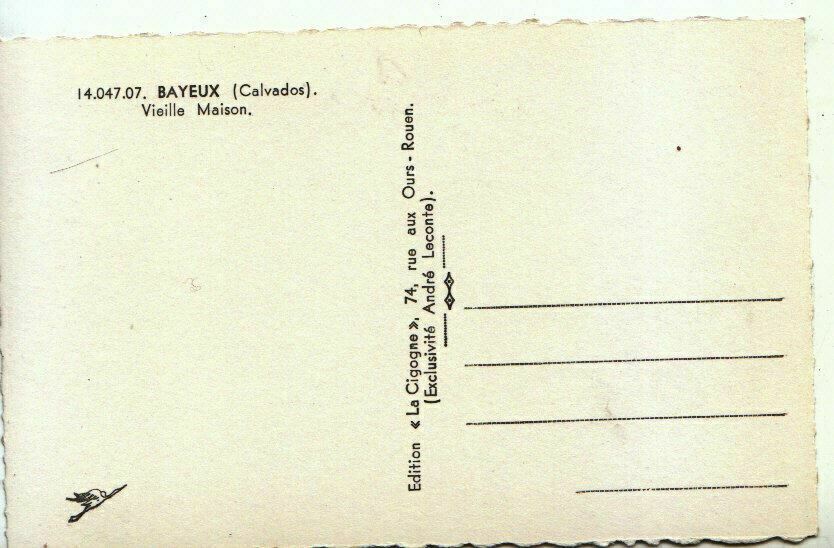 14.047.07. BAYEUX (Calvados).
Vieille Maison.
Edition « La Cigogne », 74, rue aux Ours - Rouen.
(Exclusivité André Leconte).